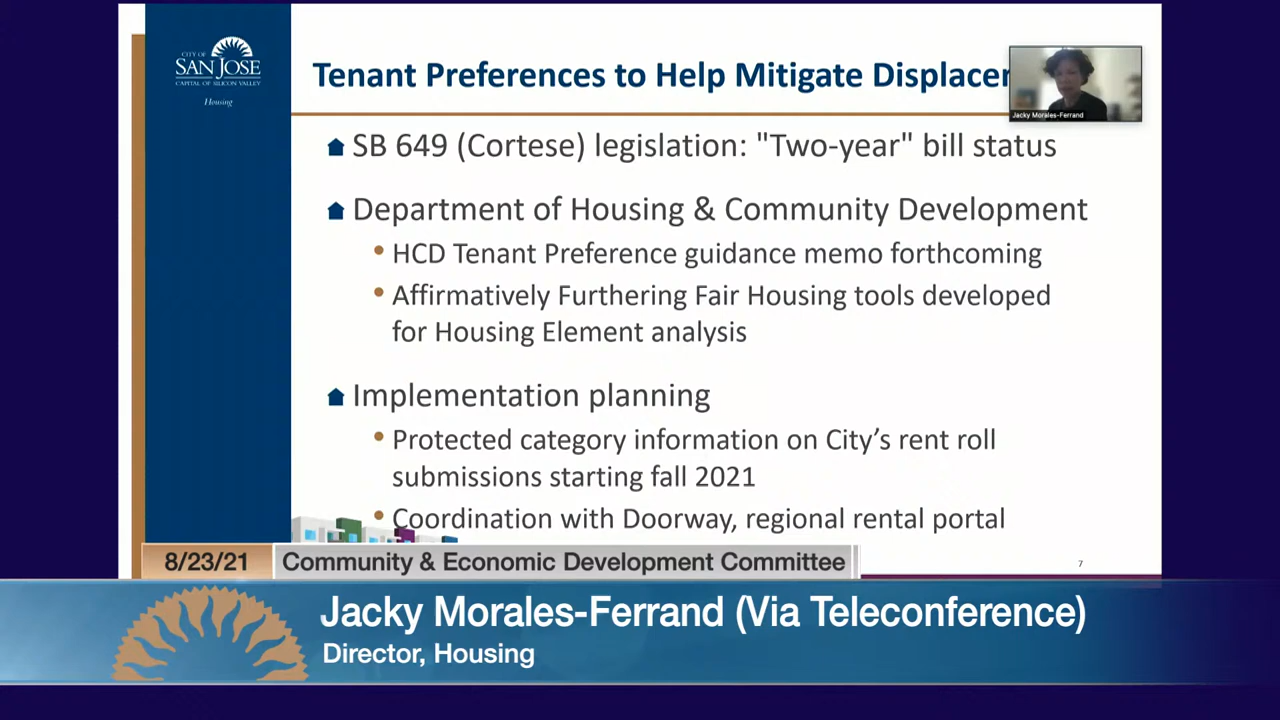 CITY OF
SAN JOSE
CAPITAL OF SILICON VALLEY
Housing
Tenant Preferences to Help Mitigate
Jacky Morales-Ferrand
SB 649 (Cortese) legislation: "Two-year" bill status
Department of Housing & Community Development
HCD Tenant Preference guidance memo forthcoming
Affirmatively Furthering Fair Housing tools developed
for Housing Element analysis
Implementation planning
Protected category information on City’s rent roll
submissions starting fall 2021
Coordination with Doorway, regional rental portal
7
8/23/21
Community & Economic Development Committee
Jacky Morales-Ferrand (Via Teleconference)
Director, Housing